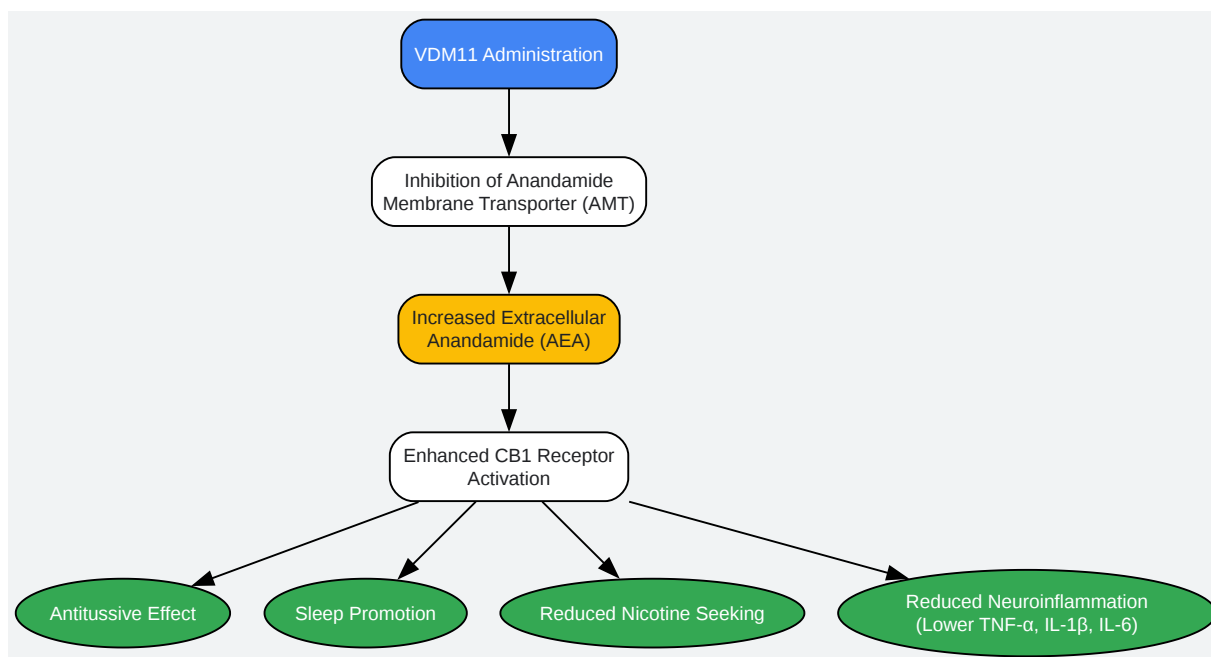 VDM11 Administration
Inhibition of Anandamide
Membrane Transporter (AMT)
Increased Extracellular
Anandamide (AEA)
Enhanced CB1 Receptor
Activation
Antitussive Effect
Sleep Promotion
Reduced Nicotine Seeking
Reduced Neuroinflammation
(Lower TNF-α, IL-1β, IL-6)